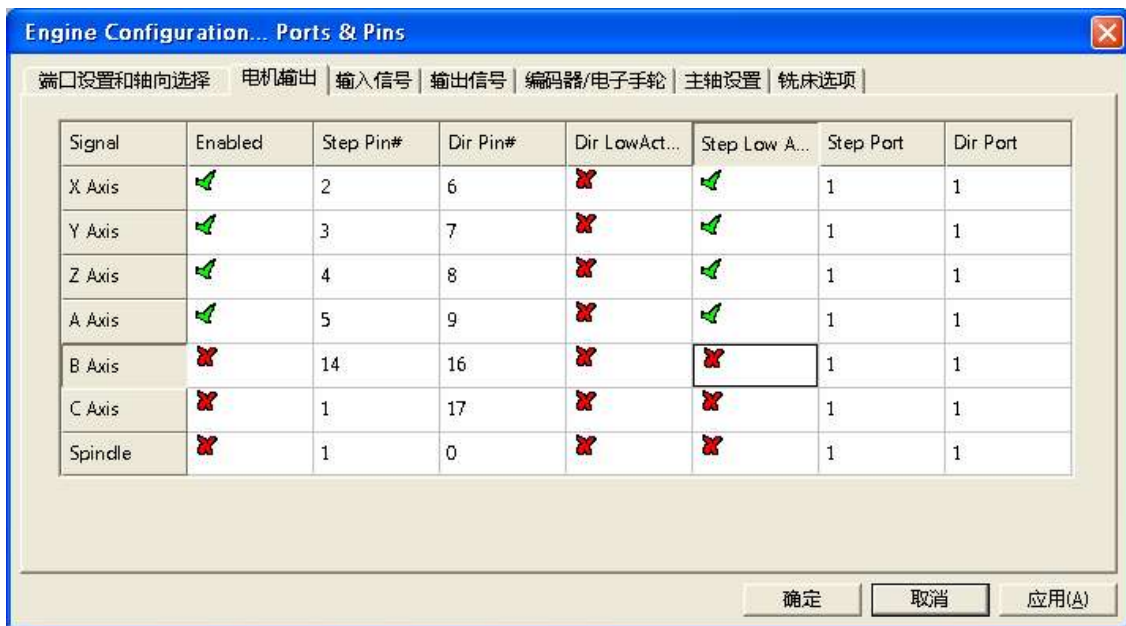 Engine Configuration... Ports & Pins
端口设置和轴向选择 电机输出 输入信号 输出信号 编码器/电子手轮 主轴设置 铣床选项
Signal Enabled Step Pin# Dir Pin# Dir LowAct... Step Low A... Step Port Dir Port
X Axis 2 6 1 1
Y Axis 3 7 1 1
Z Axis 4 8 1 1
A Axis 5 9 1 1
B Axis 14 16 1 1
C Axis 1 17 1 1
Spindle 1 0 1 1
确定 取消 应用(A)